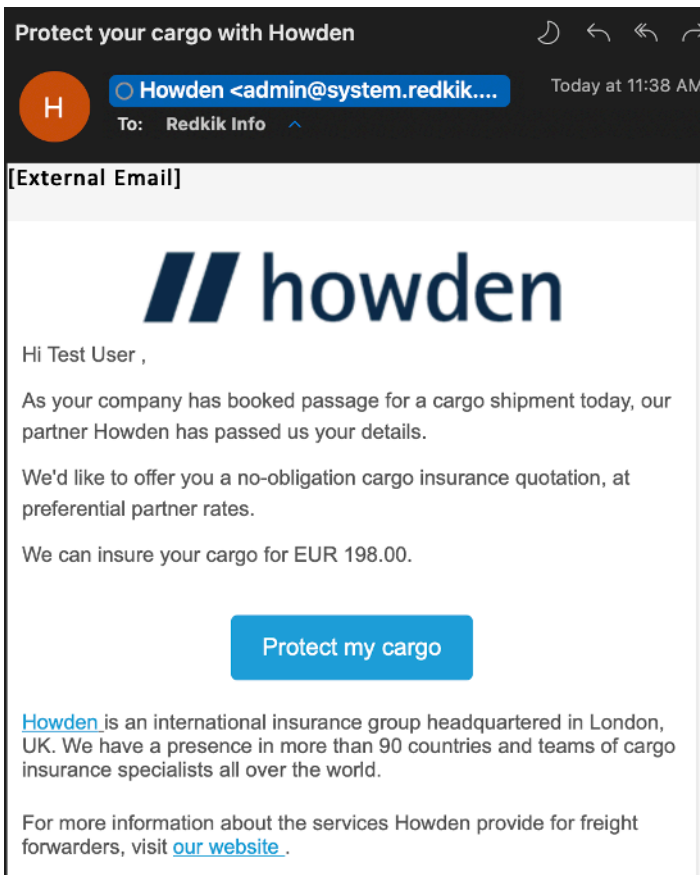 Protect your cargo with Howden
H
Howden <admin@system.redkik....
Today at 11:38 AM
To: Redkik Info
[External Email]
howden
Hi Test User ,
As your company has booked passage for a cargo shipment today, our
partner Howden has passed us your details.
We'd like to offer you a no-obligation cargo insurance quotation, at
preferential partner rates.
We can insure your cargo for EUR 198.00.
Protect my cargo
Howden is an international insurance group headquartered in London,
UK. We have a presence in more than 90 countries and teams of cargo
insurance specialists all over the world.
For more information about the services Howden provide for freight
forwarders, visit our website .